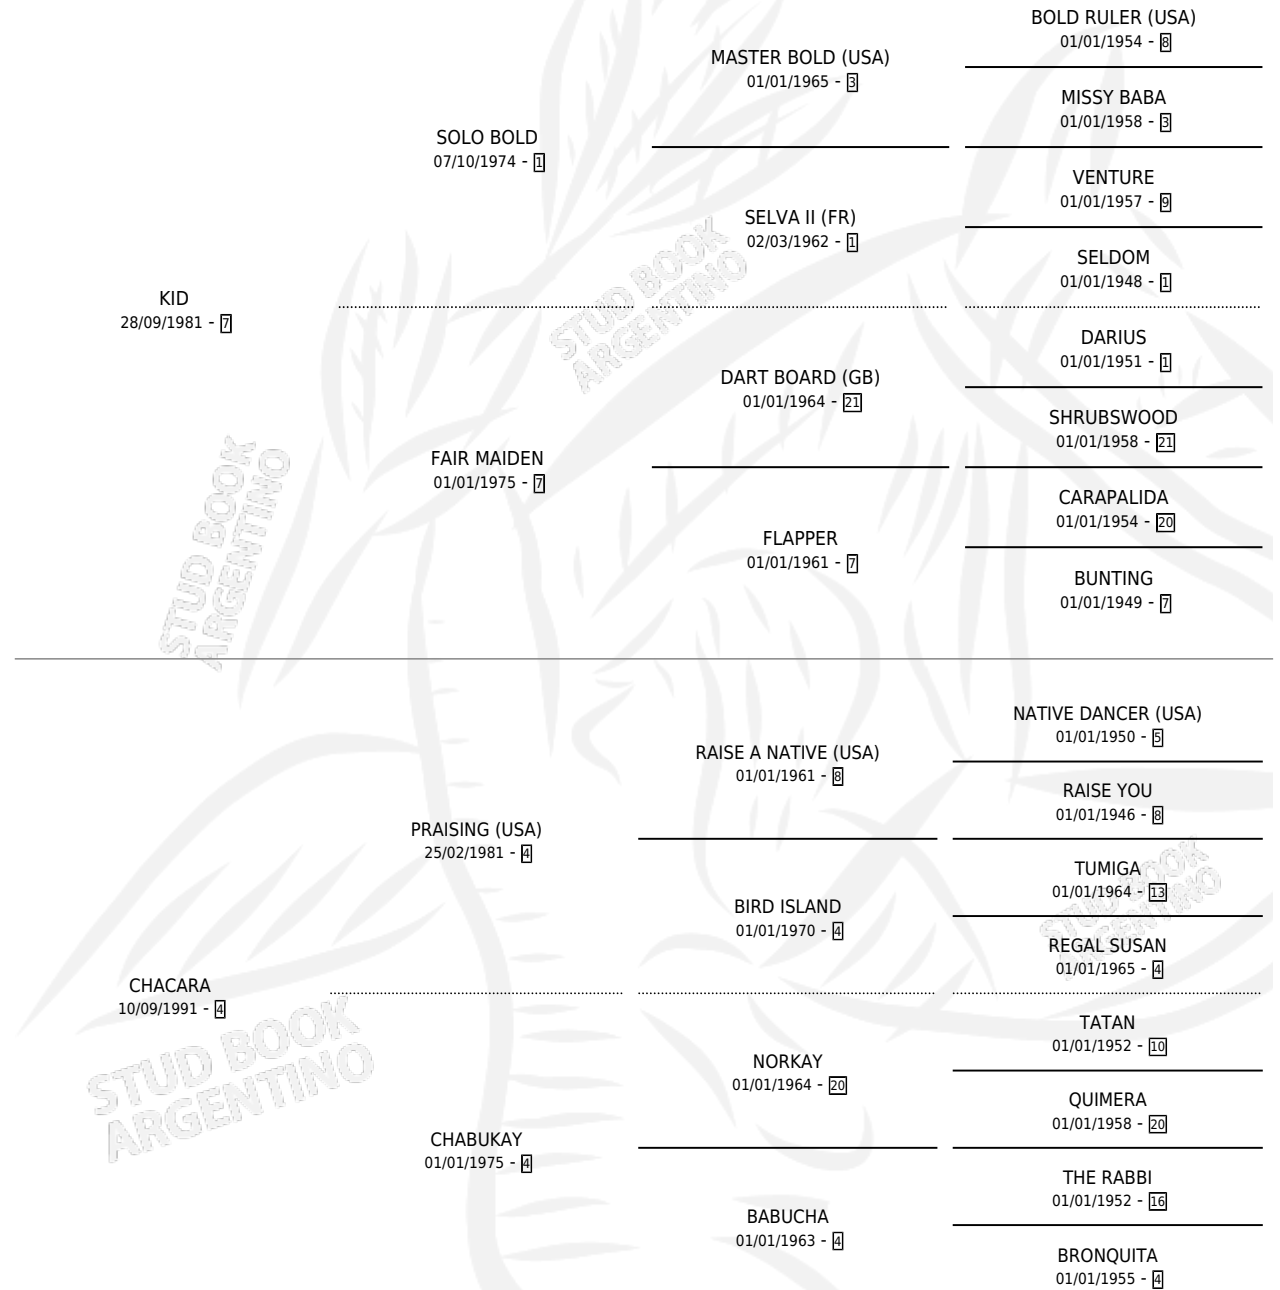 BOLD RULER (USA)
01/01/1954 - 8
MASTER BOLD (USA)
01/01/1965 - 3
MISSY BABA
01/01/1958 - 3
SOLO BOLD
07/10/1974 - 1
VENTURE
01/01/1957 - 9
SELVA II (FR)
02/03/1962 - 1
SELDOM
01/01/1948 - 1
KID
28/09/1981 - 7
DARIUS
01/01/1951 - 1
DART BOARD (GB)
01/01/1964 - 21
SHRUBSWOOD
01/01/1958 - 21
FAIR MAIDEN
01/01/1975 - 7
CARAPALIDA
01/01/1954 - 20
FLAPPER
01/01/1961 - 7
BUNTING
01/01/1949 - 7
STUD BOOK
ARGENTINO
STUD BOOK
ARGENTINO
NATIVE DANCER (USA)
01/01/1950 - 5
RAISE A NATIVE (USA)
01/01/1961 - 8
RAISE YOU
01/01/1946 - 8
PRAISING (USA)
25/02/1981 - 4
TUMIGA
01/01/1964 - 13
BIRD ISLAND
01/01/1970 - 4
REGAL SUSAN
01/01/1965 - 4
CHACARA
10/09/1991 - 4
TATAN
01/01/1952 - 10
NORKAY
01/01/1964 - 20
QUIMERA
01/01/1958 - 20
CHABUKAY
01/01/1975 - 4
THE RABBI
01/01/1952 - 16
BABUCHA
01/01/1963 - 4
BRONQUITA
01/01/1955 - 4
STUD BOOK
ARGENTINO
STUD BOOK
ARGENTINO